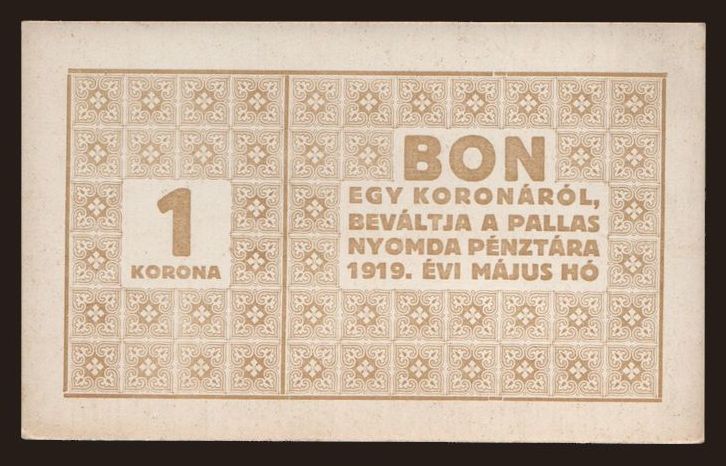 1
KORONA
BON
EGY KORONÁRÓL,
BEVÁLTJA A PALLAS
NYOMDA PÉNZTÁRA
1919. ÉVI MÁJUS HÓ